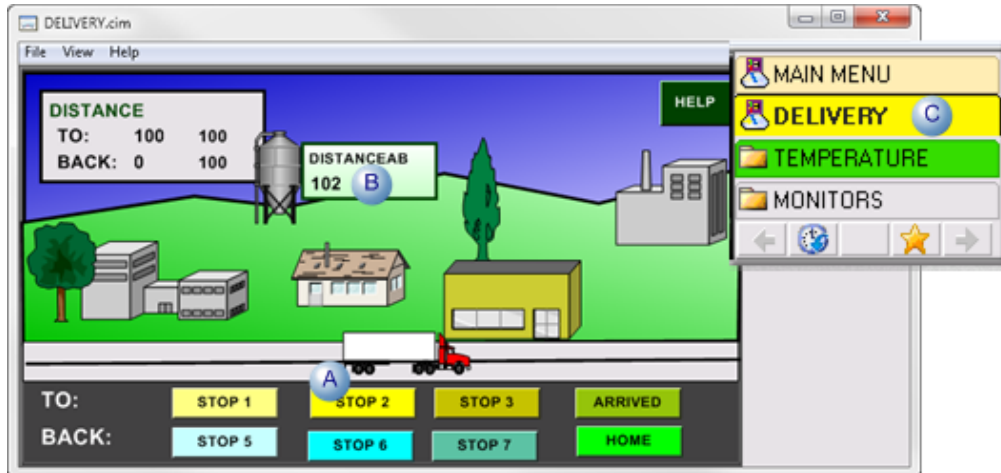 DELIVERY.cim
File View Help
DISTANCE
TO: 100 100
BACK: 0 100
DISTANCEAB
102 B
HELP
MAIN MENU
DELIVERY C
TEMPERATURE
MONITORS
A
TO: STOP 1 STOP 2 STOP 3 ARRIVED
BACK: STOP 5 STOP 6 STOP 7 HOME